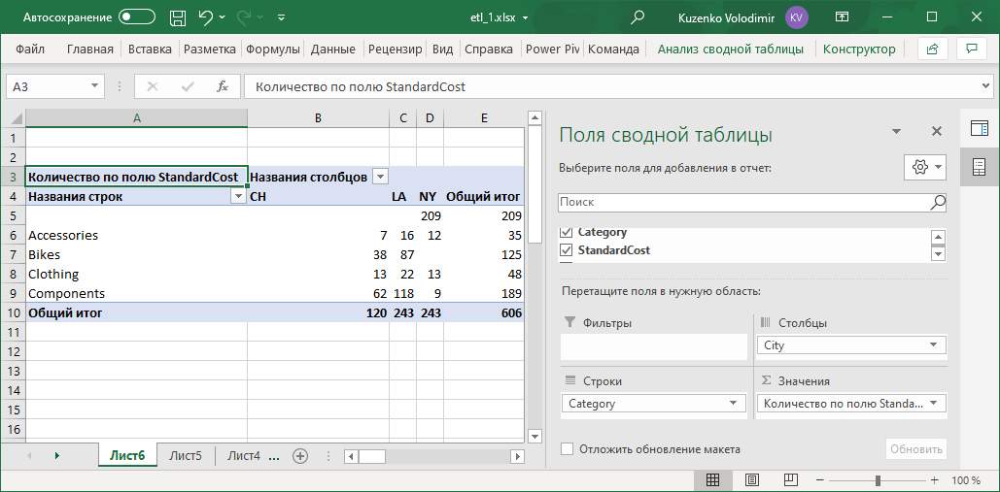 Автосохранение etl_1.xlsx Kuzenko Volodimir KV
Файл Главная Вставка Разметка Формулы Данные Рецензир Вид Справка Power Piv Команда Анализ сводной таблицы Конструктор
A3 fx Количество по полю StandardCost
A B C D E
1
2
3 Количество по полю StandardCost Названия столбцов
4 Названия строк CH LA NY Общий итог
5 209 209
6 Accessories 7 16 12 35
7 Bikes 38 87 125
8 Clothing 13 22 13 48
9 Components 62 118 9 189
10 Общий итог 120 243 243 606
11
12
13
14
15
16
Поля сводной таблицы
Выберите поля для добавления в отчет:
Поиск
Category
StandardCost
Перетащите поля в нужную область:
Фильтры
Столбцы
City
Строки
Category
Σ Значения
Количество по полю Standa...
Отложить обновление макета Обновить
Лист6 Лист5 Лист4 ...
100 %